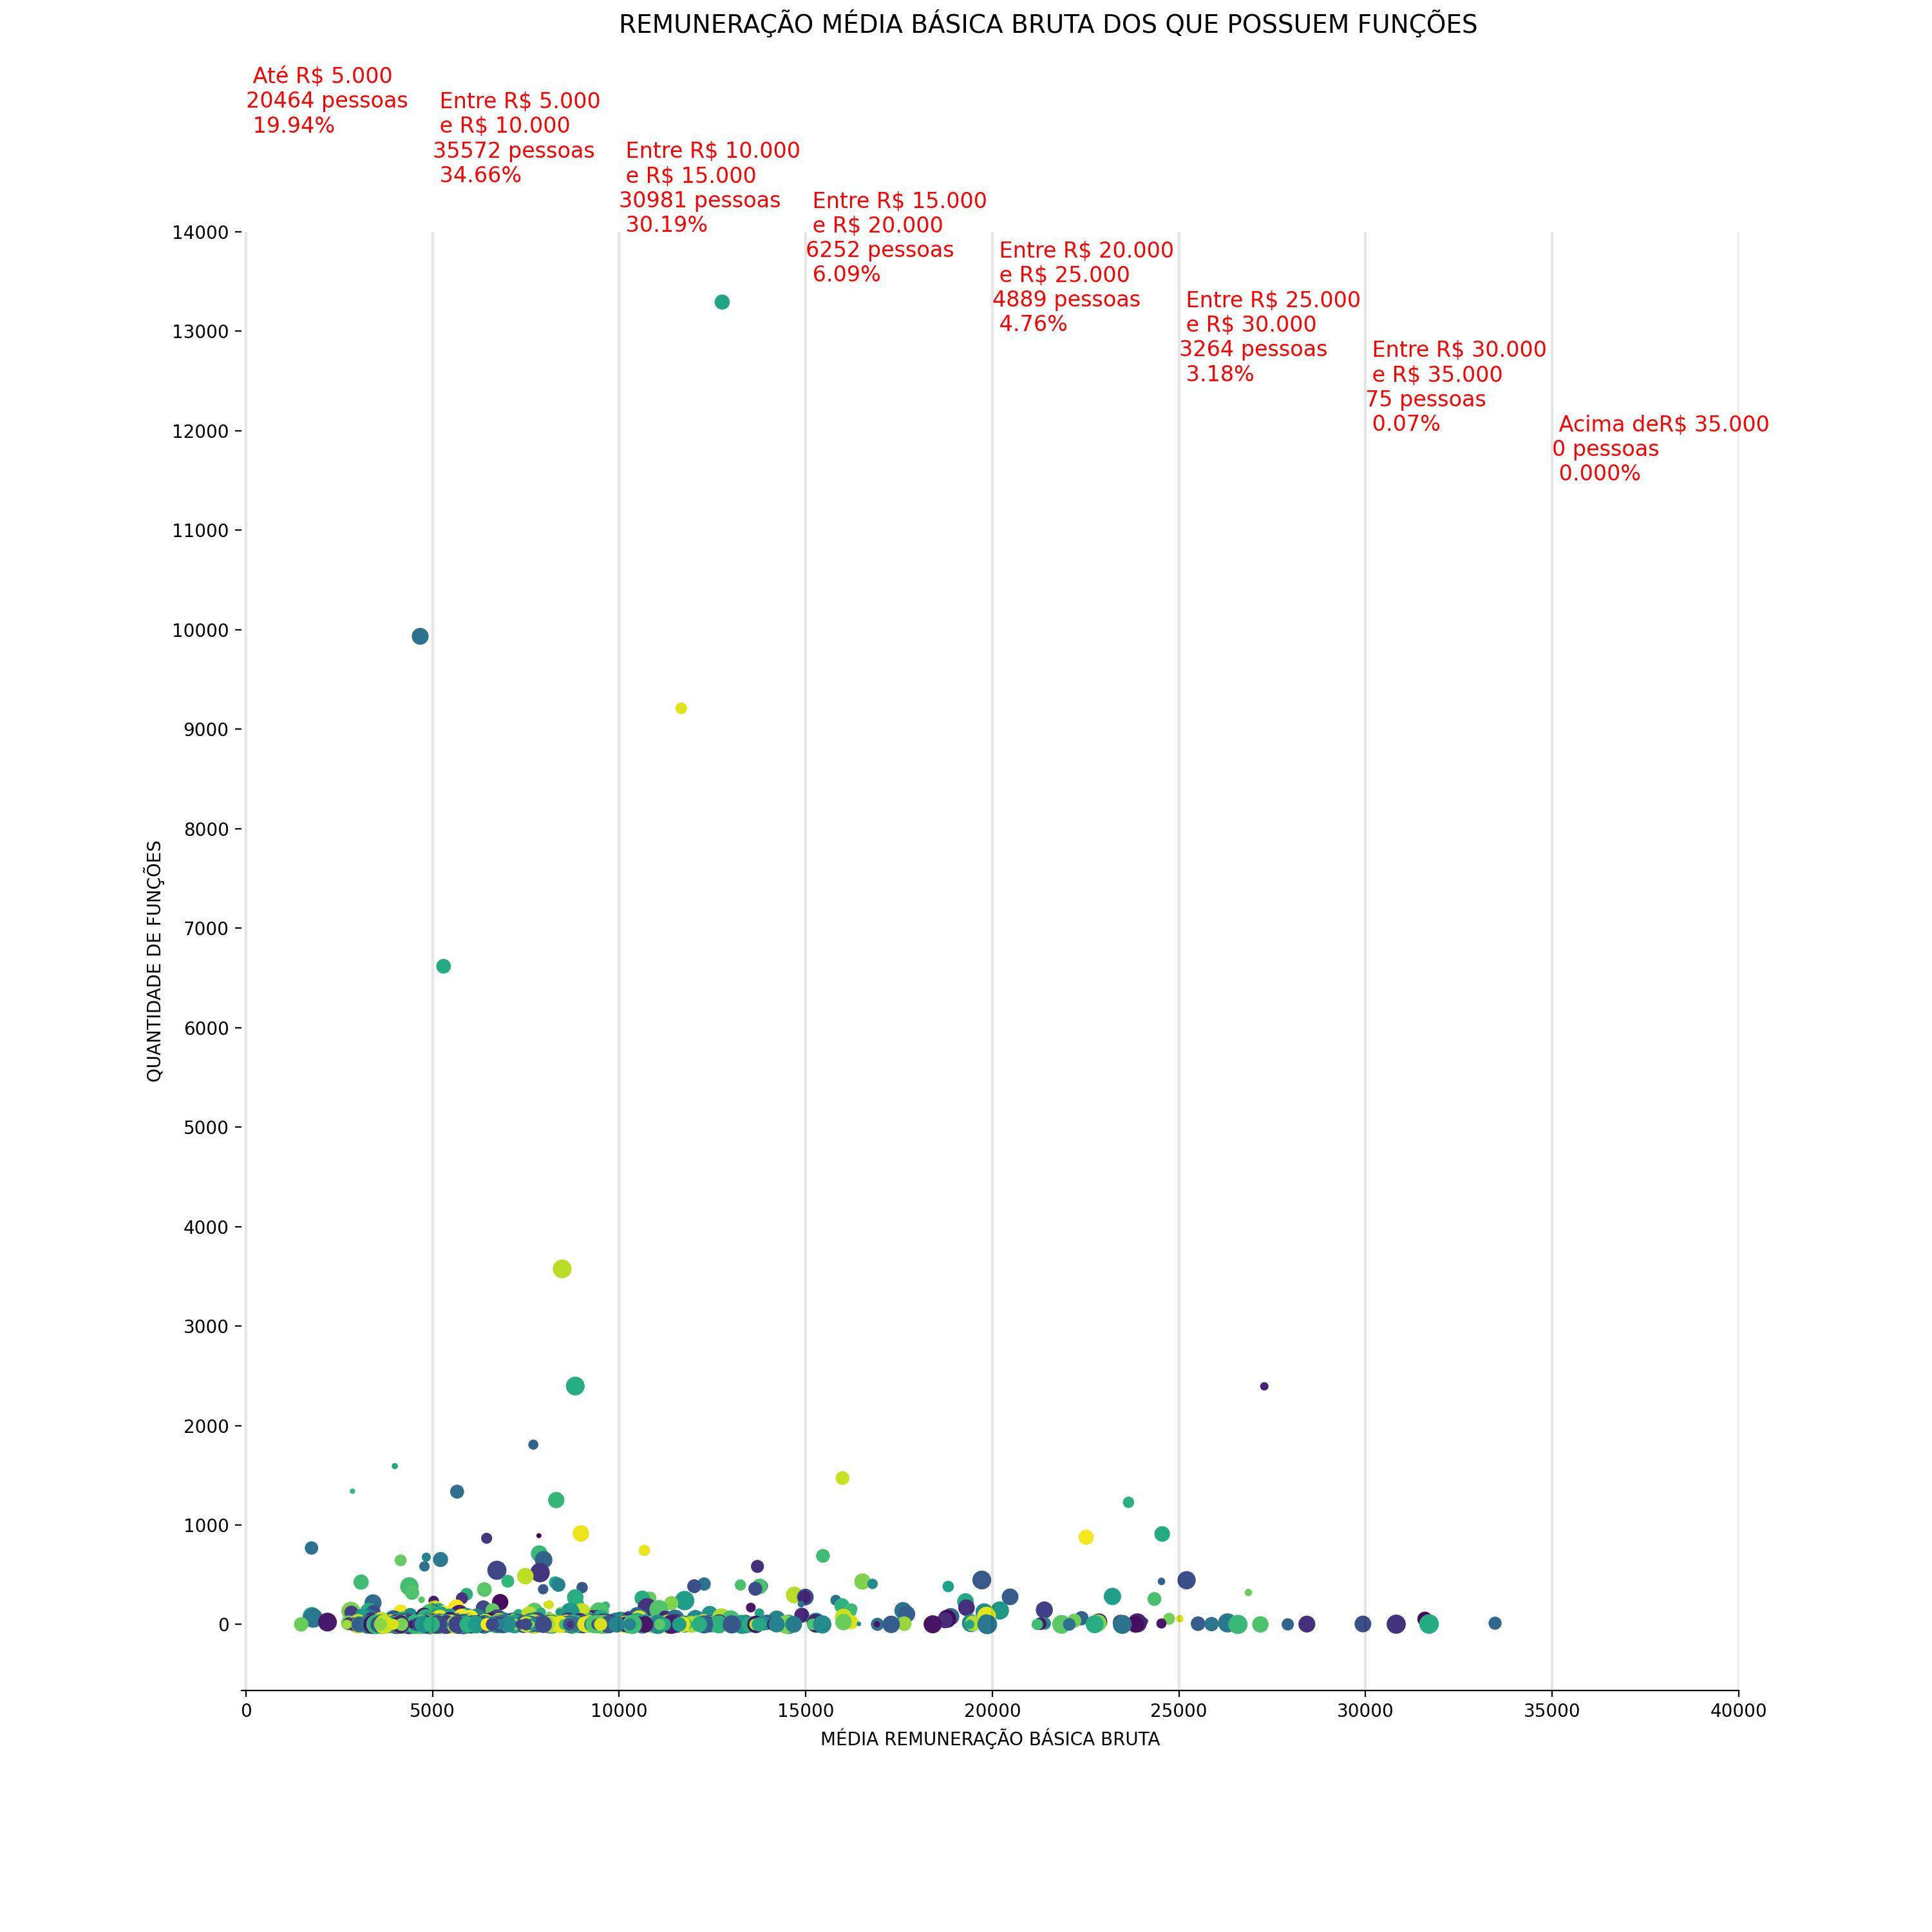 REMUNERAÇÃO MÉDIA BÁSICA BRUTA DOS QUE POSSUEM FUNÇÕES
Até R$ 5.000
20464 pessoas
19.94%
Entre R$ 5.000
e R$ 10.000
35572 pessoas
34.66%
Entre R$ 10.000
e R$ 15.000
30981 pessoas
30.19%
Entre R$ 15.000
e R$ 20.000
6252 pessoas
6.09%
Entre R$ 20.000
e R$ 25.000
4889 pessoas
4.76%
Entre R$ 25.000
e R$ 30.000
3264 pessoas
3.18%
Entre R$ 30.000
e R$ 35.000
75 pessoas
0.07%
Acima deR$ 35.000
0 pessoas
0.000%
QUANTIDADE DE FUNÇÕES
14000
13000
12000
11000
10000
9000
8000
7000
6000
5000
4000
3000
2000
1000
0
0 5000 10000 15000 20000 25000 30000 35000 40000
MÉDIA REMUNERAÇÃO BÁSICA BRUTA